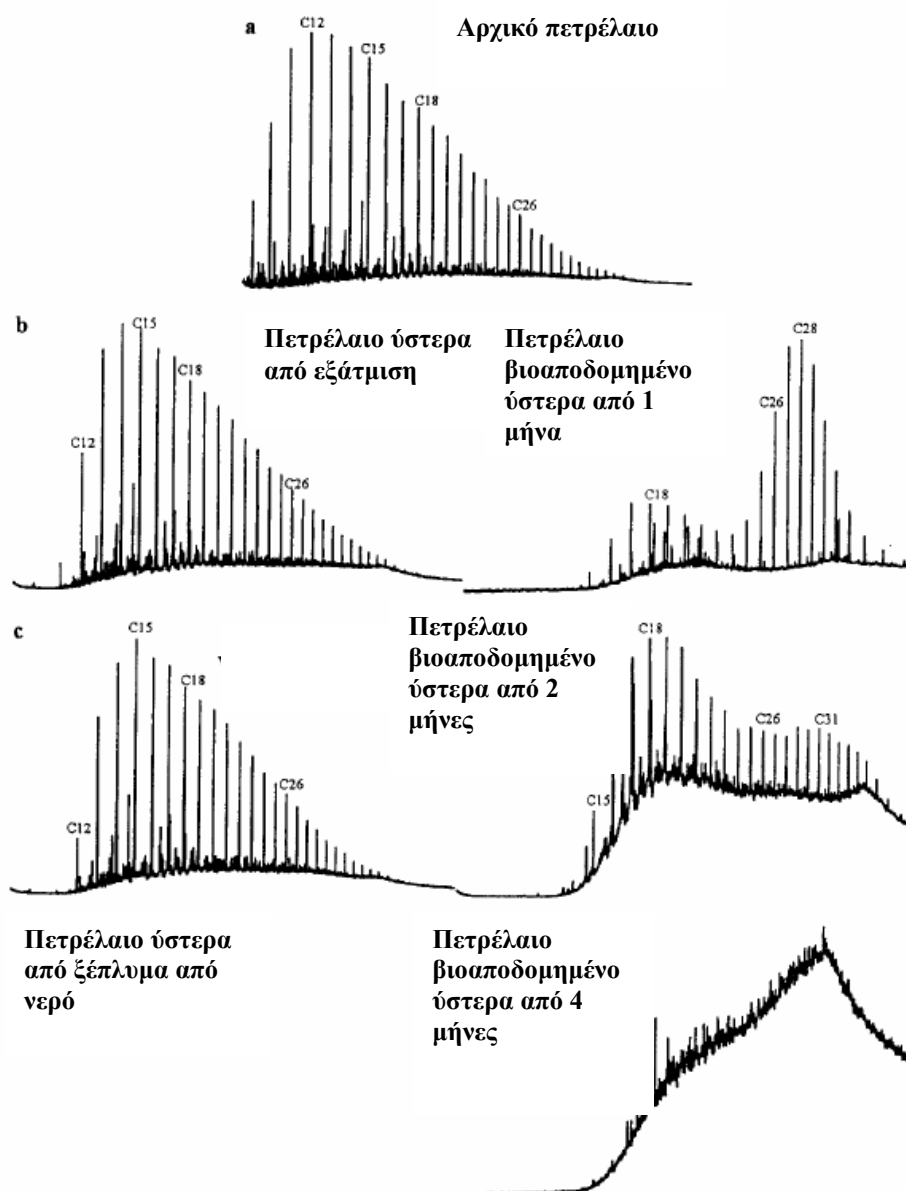 a
C12
Αρχικό πετρέλαιο
C15
C18
C26
b
C15
C18
C12
C26
Πετρέλαιο ύστερα
από εξάτμιση
Πετρέλαιο
βιοαποδομημένο
ύστερα από 1
μήνα
C28
C26
C18
c
C15
C18
C12
C26
Πετρέλαιο
βιοαποδομημένο
ύστερα από 2
μήνες
C18
C26
C31
C15
Πετρέλαιο ύστερα
από ξέπλυμα από
νερό
Πετρέλαιο
βιοαποδομημένο
ύστερα από 4
μήνες